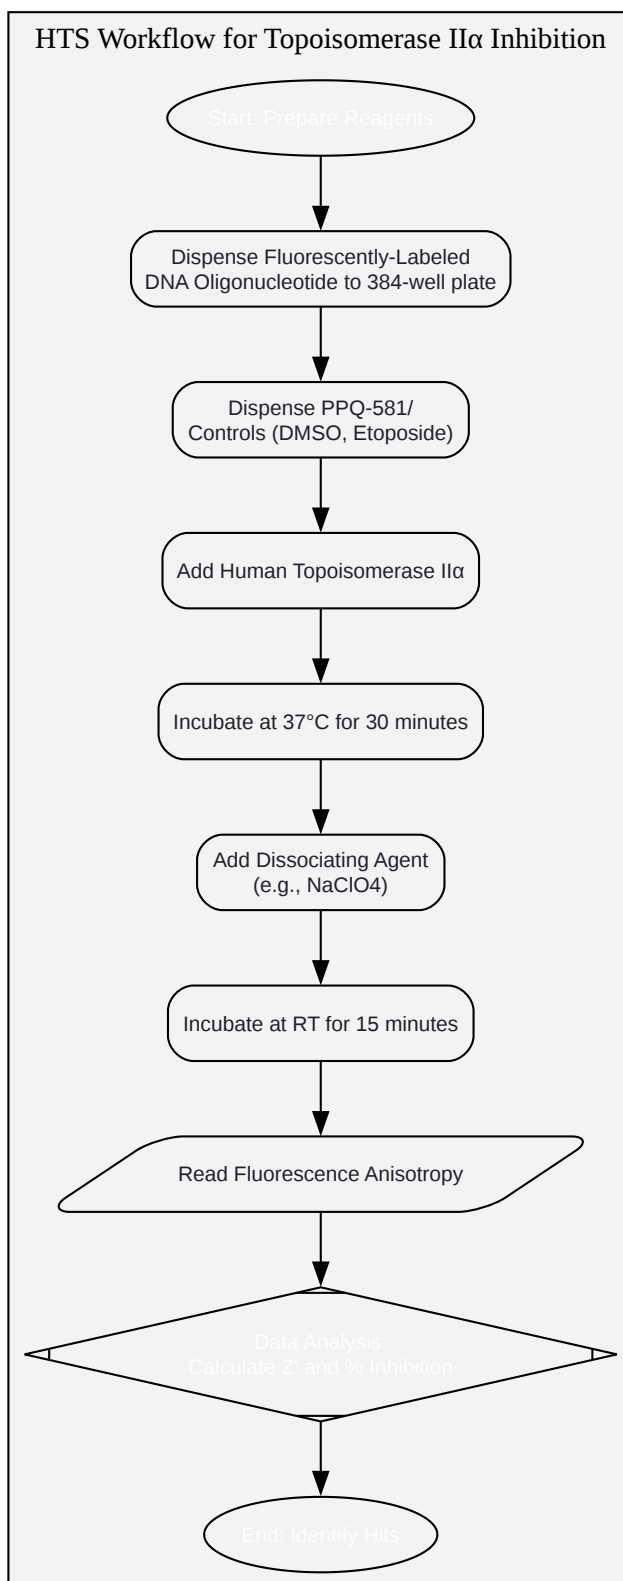 HTS Workflow for Topoisomerase IIα Inhibition
Start: Prepare Reagents
Dispense Fluorescently-Labeled
DNA Oligonucleotide to 384-well plate
Dispense PPQ-581/
Controls (DMSO, Etoposide)
Add Human Topoisomerase IIα
Incubate at 37°C for 30 minutes
Add Dissociating Agent
(e.g., NaClO4)
Incubate at RT for 15 minutes
Read Fluorescence Anisotropy
Data Analysis:
Calculate Z' and % Inhibition
End: Identify Hits